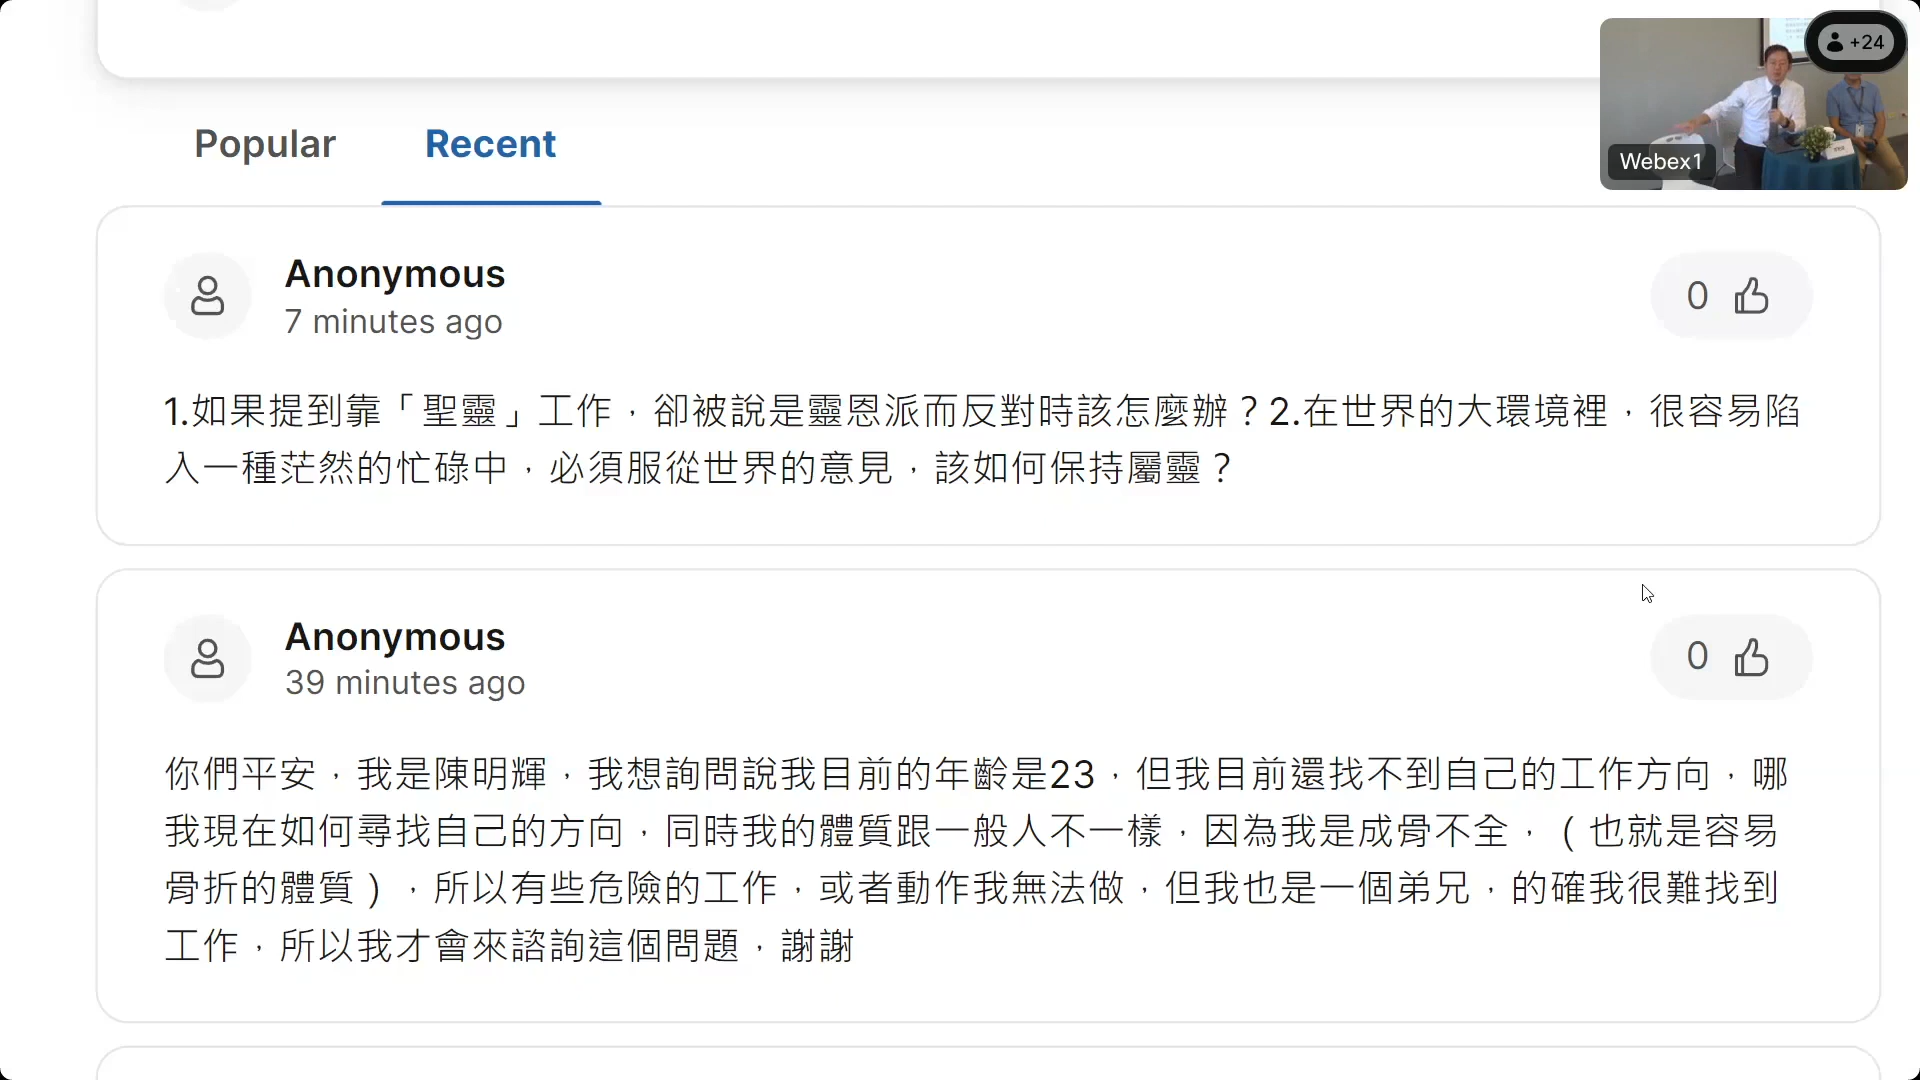 +24
Webex1
Popular
Recent
Anonymous
7 minutes ago
0
1.如果提到靠「聖靈」工作，卻被說是靈恩派而反對時該怎麼辦？2.在世界的大環境裡，很容易陷
入一種茫然的忙碌中，必須服從世界的意見，該如何保持屬靈？
Anonymous
39 minutes ago
0
你們平安，我是陳明輝，我想詢問說我目前的年齡是23，但我目前還找不到自己的工作方向，哪
我現在如何尋找自己的方向，同時我的體質跟一般人不一樣，因為我是成骨不全，（也就是容易
骨折的體質），所以有些危險的工作，或者動作我無法做，但我也是一個弟兄，的確我很難找到
工作，所以我才會來諮詢這個問題，謝謝